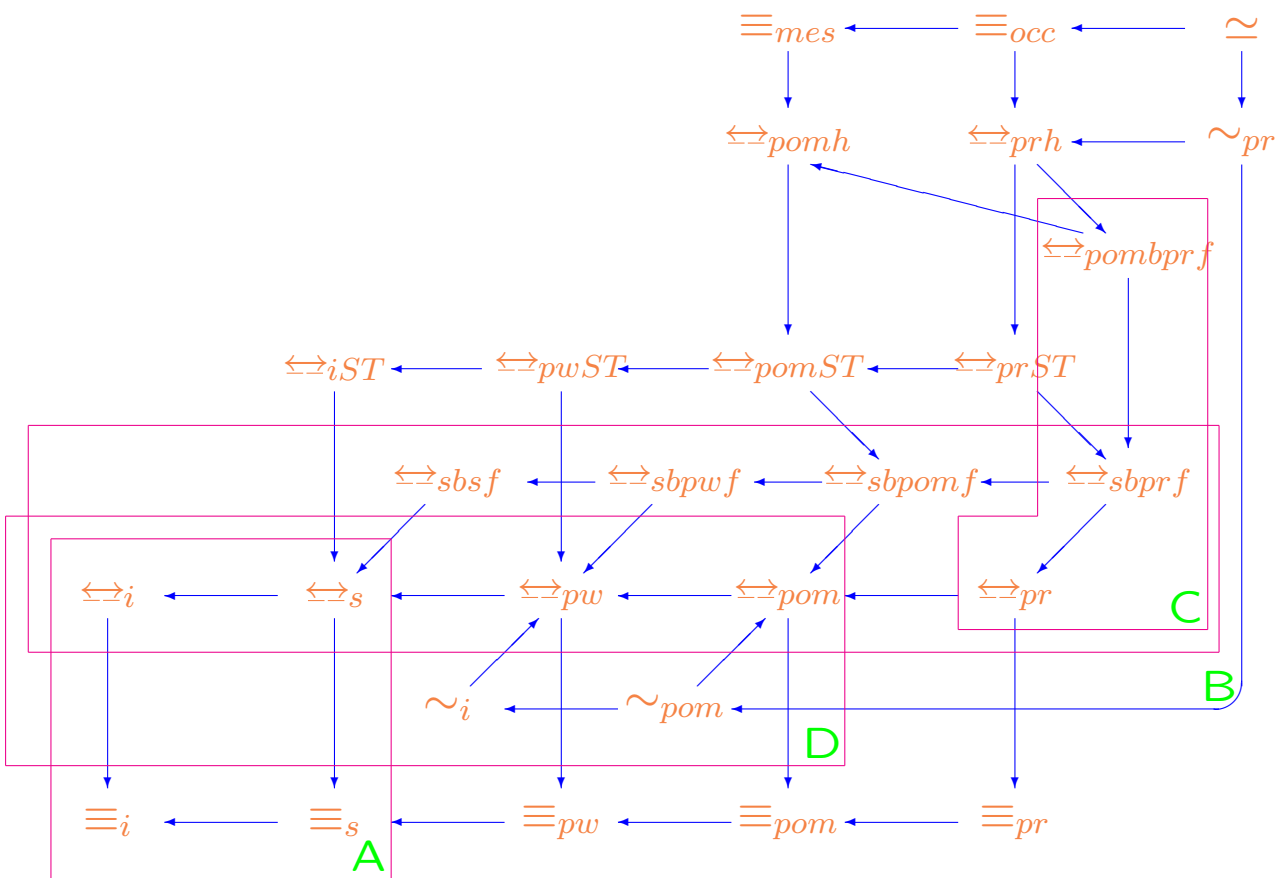 ≡mes ≡occ ≃
↔pomh ↔prh ∼pr
↔pombprf
↔iST ↔pwST ↔pomST ↔prST
↔sbsf ↔sbpwf ↔sbpomf ↔sbprf
↔i ↔s ↔pw ↔pom ↔pr C
∼i ∼pom B
D
≡i ≡s ≡pw ≡pom ≡pr
A